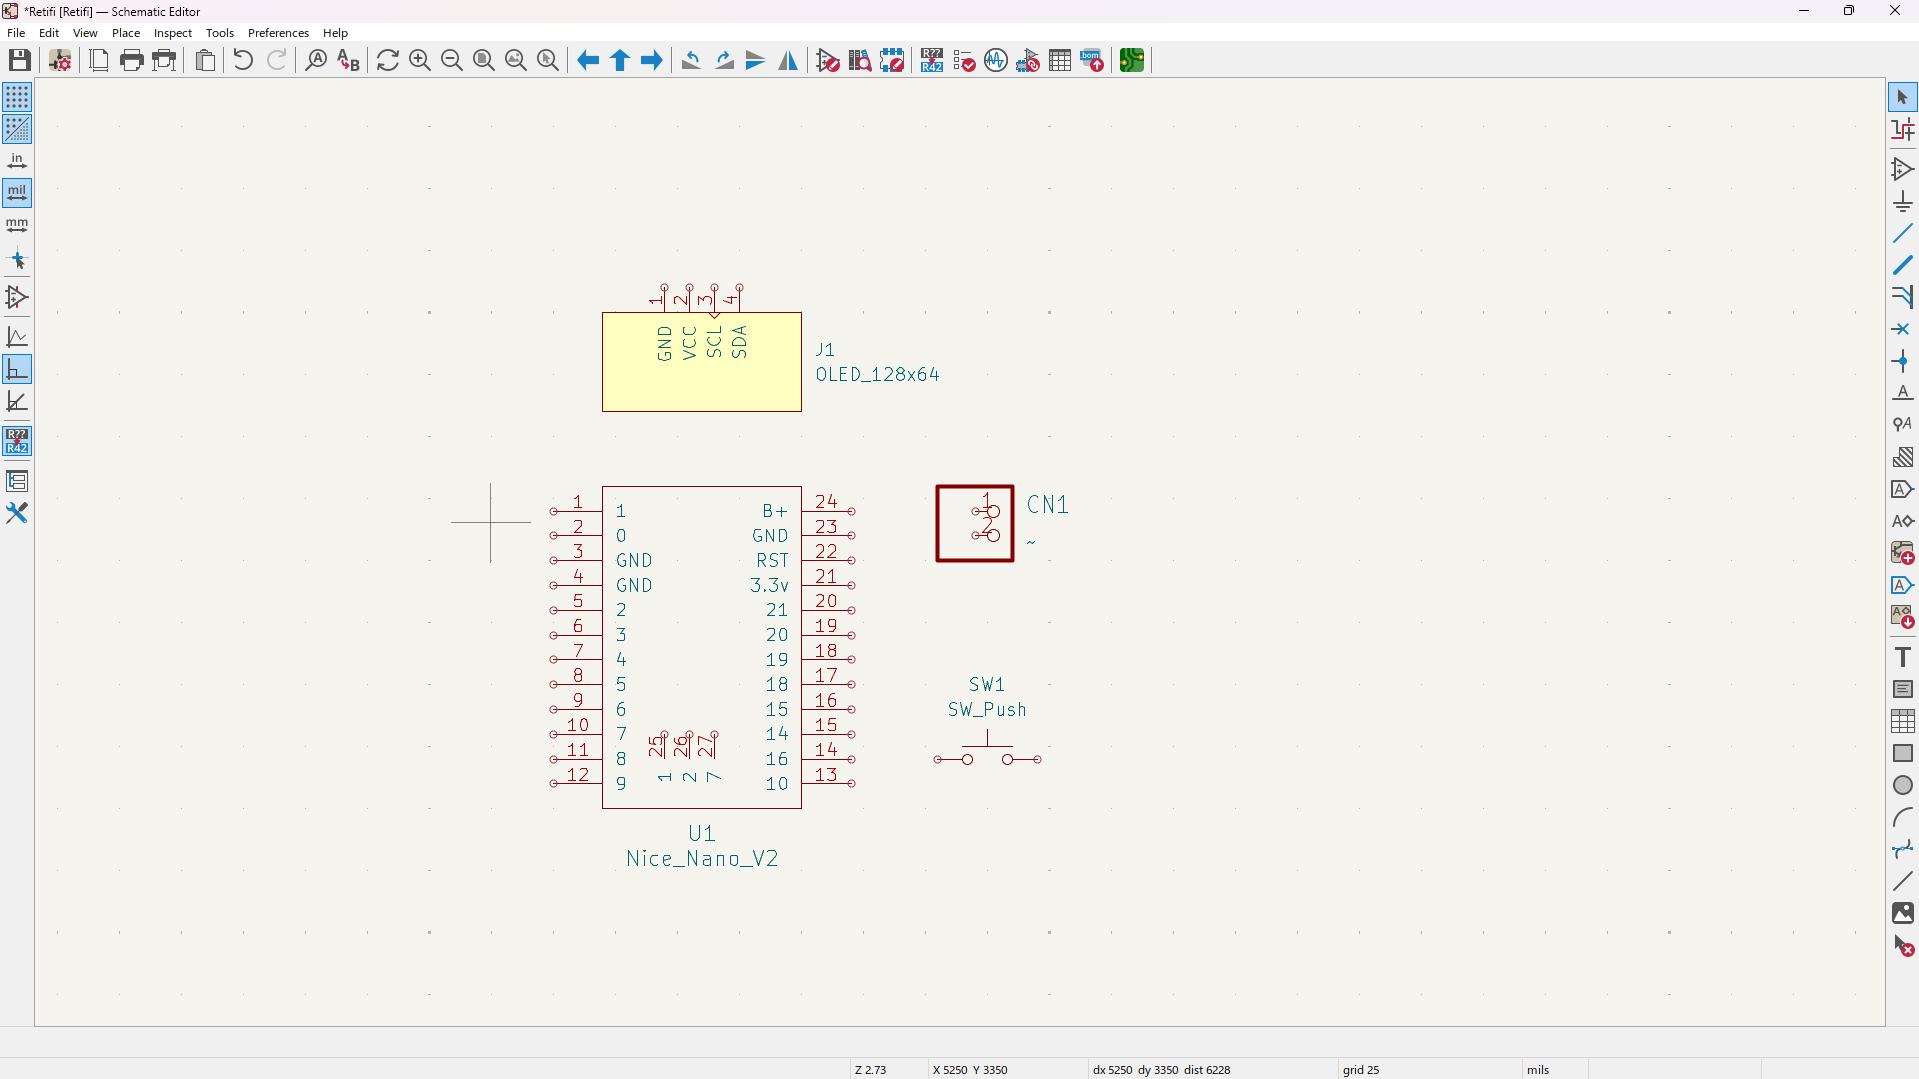 *Retifi [Retifi] — Schematic Editor
File Edit View Place Inspect Tools Preferences Help
A
A B
R??
R42
bom
in
mil
mm
R??
R42
1 2 3 4
GND VCC SCL SDA
J1
OLED_128x64
1 1 B+ 24
2 0 GND 23
3 GND RST 22
4 GND 3.3v 21
5 2 21 20
6 3 20 19
7 4 19 18
8 5 18 17
9 6 15 16
10 7 14 15
11 8 16 14
12 9 10 13
25 26 27
1 2 7
U1
Nice_Nano_V2
1
2
CN1
~
SW1
SW_Push
A
A
A
A
A
A
T
Z 2.73 X 5250 Y 3350 dx 5250 dy 3350 dist 6228 grid 25 mils